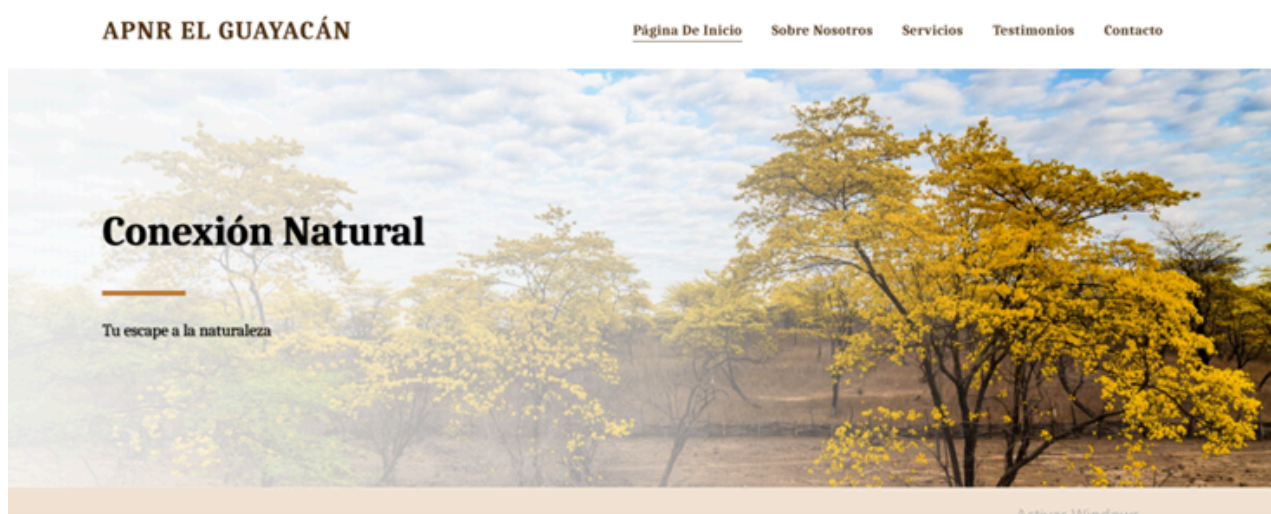 APNR EL GUAYACÁN
Página De Inicio Sobre Nosotros Servicios Testimonios Contacto
Conexión Natural
Tu escape a la naturaleza